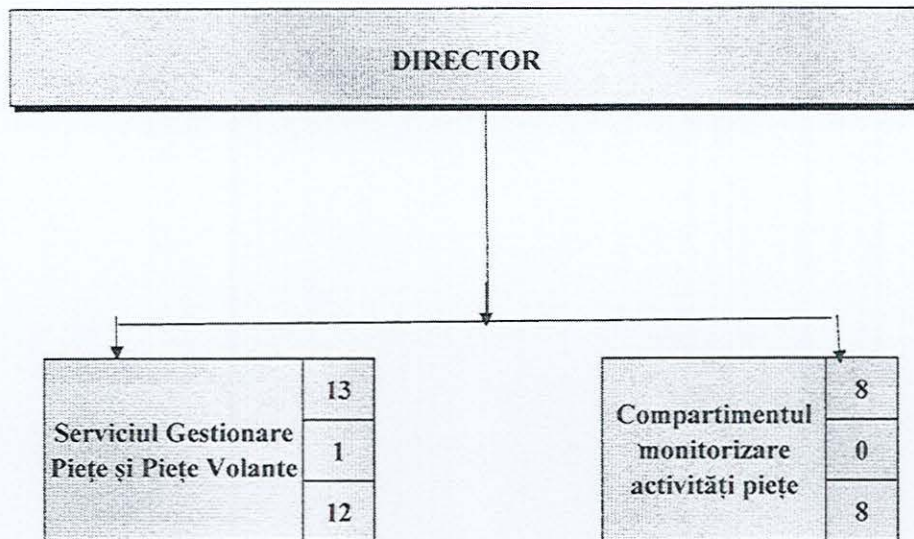 DIRECTOR
Serviciul Gestionare
Piețe și Piețe Volante
13
1
12
Compartimentul
monitorizare
activități piețe
8
0
8